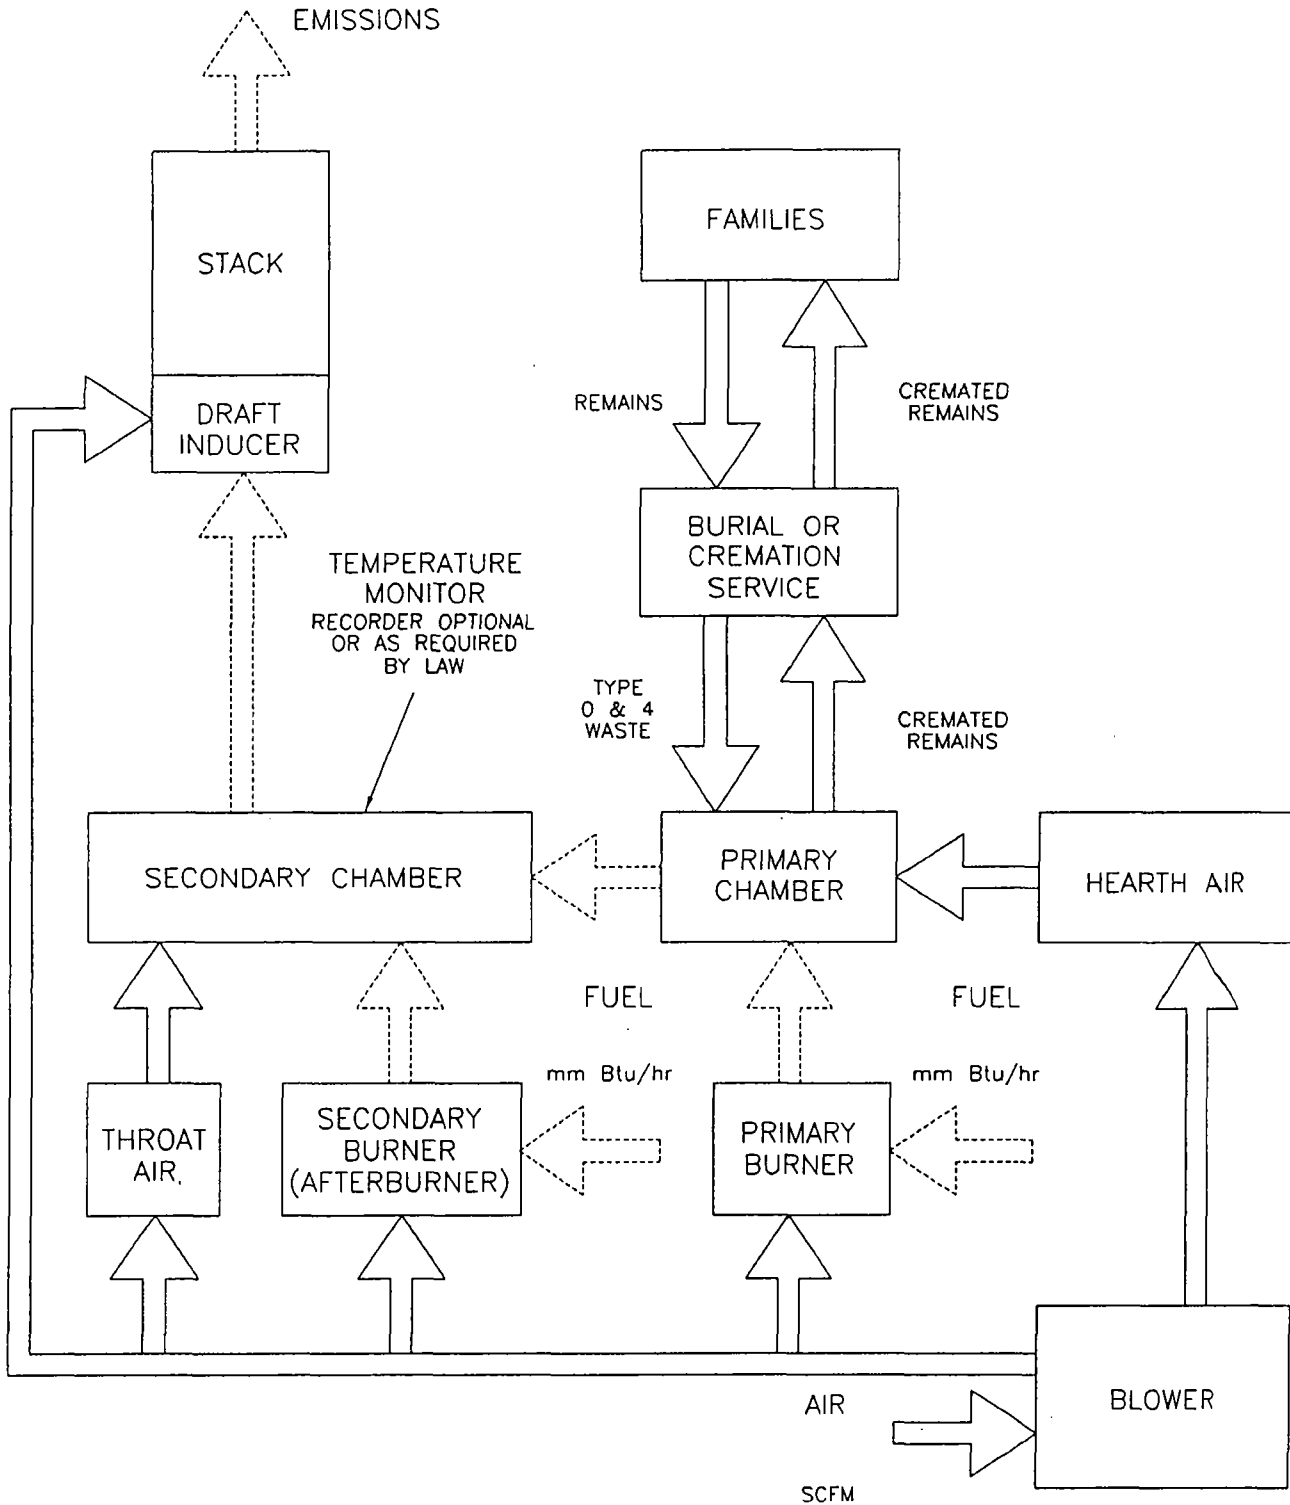 EMISSIONS
STACK
DRAFT
INDUCER
FAMILIES
REMAINS
CREMATED
REMAINS
BURIAL OR
CREMATION
SERVICE
TEMPERATURE
MONITOR
RECORDER OPTIONAL
OR AS REQUIRED
BY LAW
TYPE
0 & 4
WASTE
CREMATED
REMAINS
SECONDARY CHAMBER
PRIMARY
CHAMBER
HEARTH AIR
FUEL
mm Btu/hr
FUEL
mm Btu/hr
THROAT
AIR
SECONDARY
BURNER
(AFTERBURNER)
PRIMARY
BURNER
BLOWER
AIR
SCFM